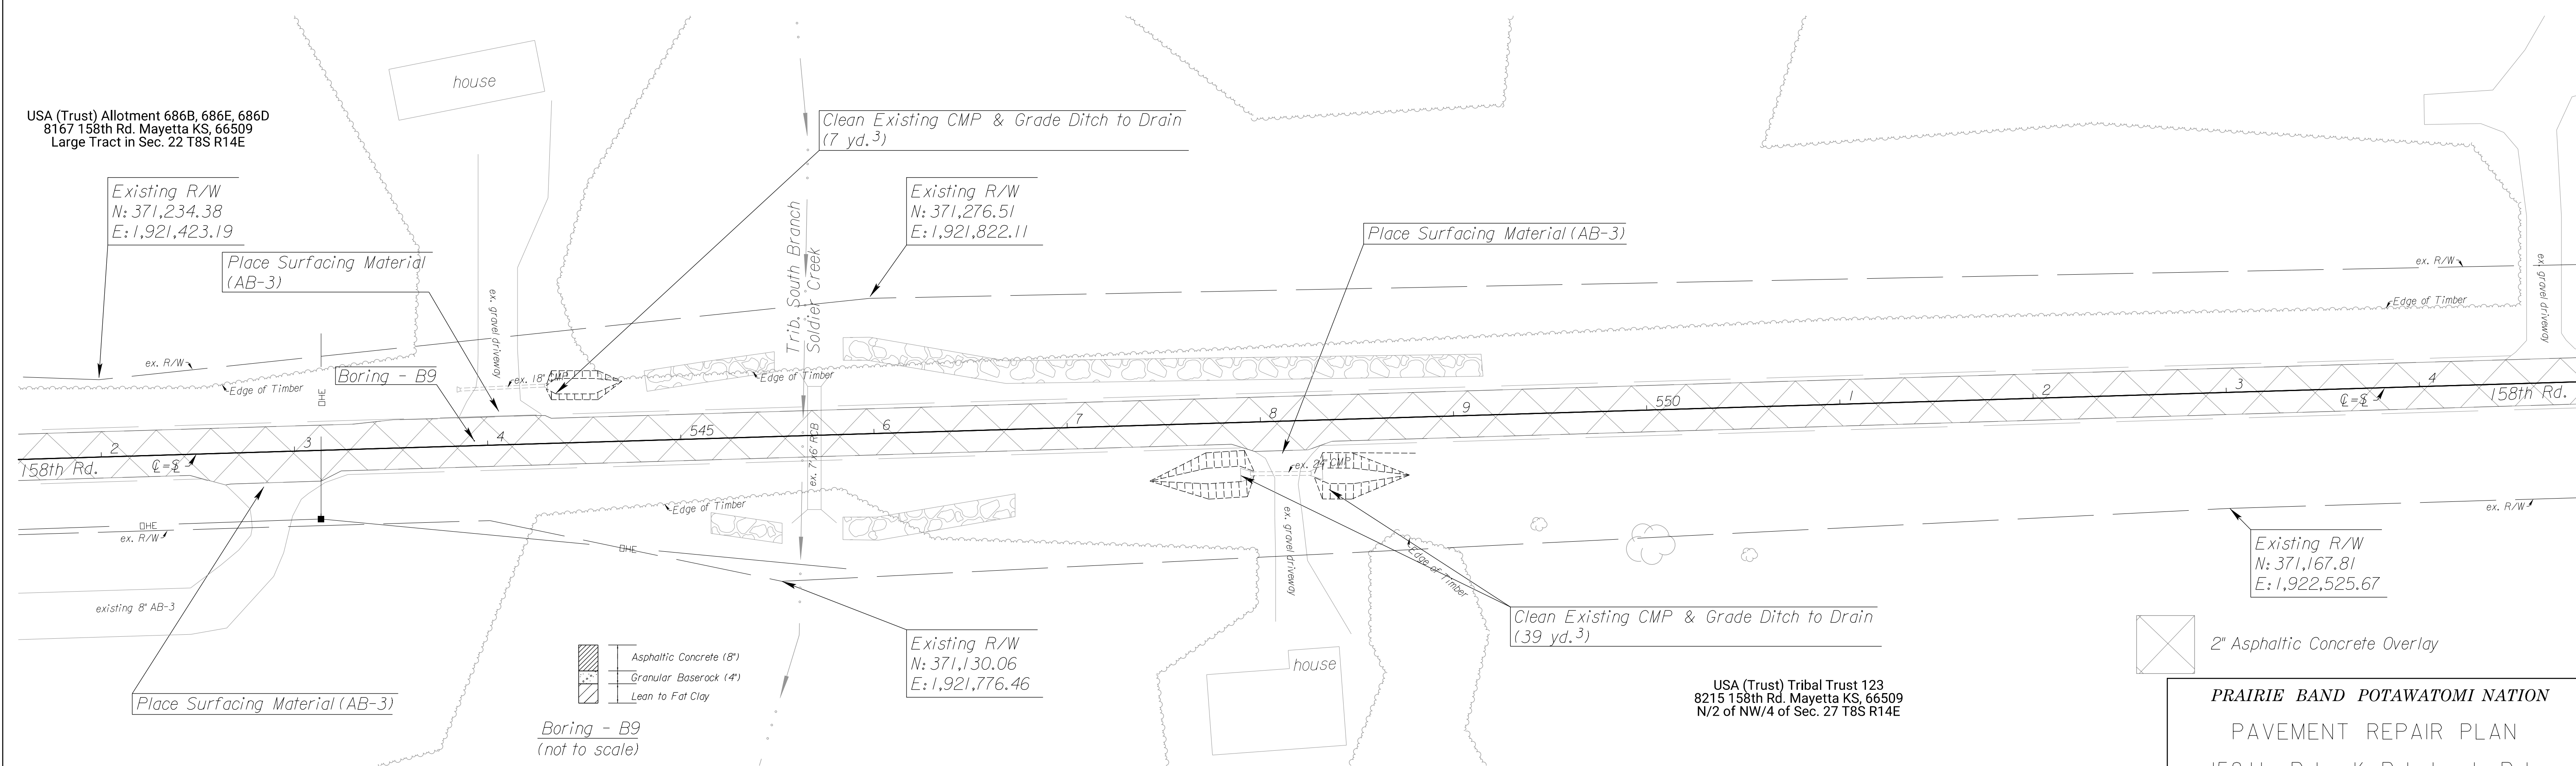 house
USA (Trust) Allotment 686B, 686E, 686D
8167 158th Rd. Mayetta KS, 66509
Large Tract in Sec. 22 T8S R14E
Clean Existing CMP & Grade Ditch to Drain
(7 yd.³)
Existing R/W
N: 371,234.38
E: 1,921,423.19
Existing R/W
N: 371,276.51
E: 1,921,822.11
Place Surfacing Material
(AB-3)
Place Surfacing Material (AB-3)
Trib. South Branch
Soldier Creek
ex. R/W
ex. gravel driveway
ex. gravel driveway
Edge of Timber
ex. R/W
Edge of Timber
OHE
Boring - B9
ex. 18" CMP
Edge of Timber
2
3
4
545
6
7
8
9
550
1
2
3
4
158th Rd.
℄=
158th Rd.
℄=
ex. 7'x6' RCB
ex. 24" CMP
Edge of Timber
OHE
ex. R/W
OHE
ex. gravel driveway
Edge of Timber
ex. R/W
existing 8" AB-3
Existing R/W
N: 371,167.81
E: 1,922,525.67
Clean Existing CMP & Grade Ditch to Drain
(39 yd.³)
Existing R/W
N: 371,130.06
E: 1,921,776.46
2" Asphaltic Concrete Overlay
Asphaltic Concrete (8")
Granular Baserock (4")
Lean to Fat Clay
house
Place Surfacing Material (AB-3)
USA (Trust) Tribal Trust 123
8215 158th Rd. Mayetta KS, 66509
N/2 of NW/4 of Sec. 27 T8S R14E
Boring - B9
(not to scale)
PRAIRIE BAND POTAWATOMI NATION
PAVEMENT REPAIR PLAN